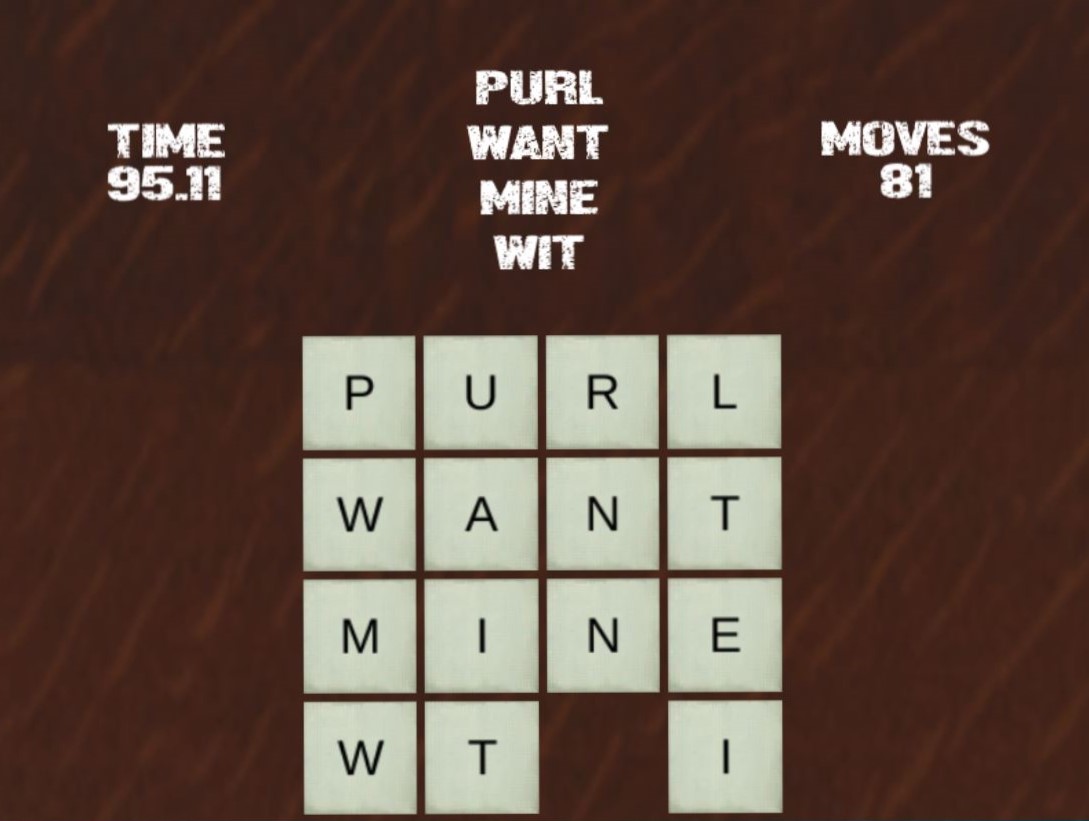 PURL
WANT
MINE
WIT
TIME
95.11
MOVES
81
P U R L
W A N T
M I N E
W T I